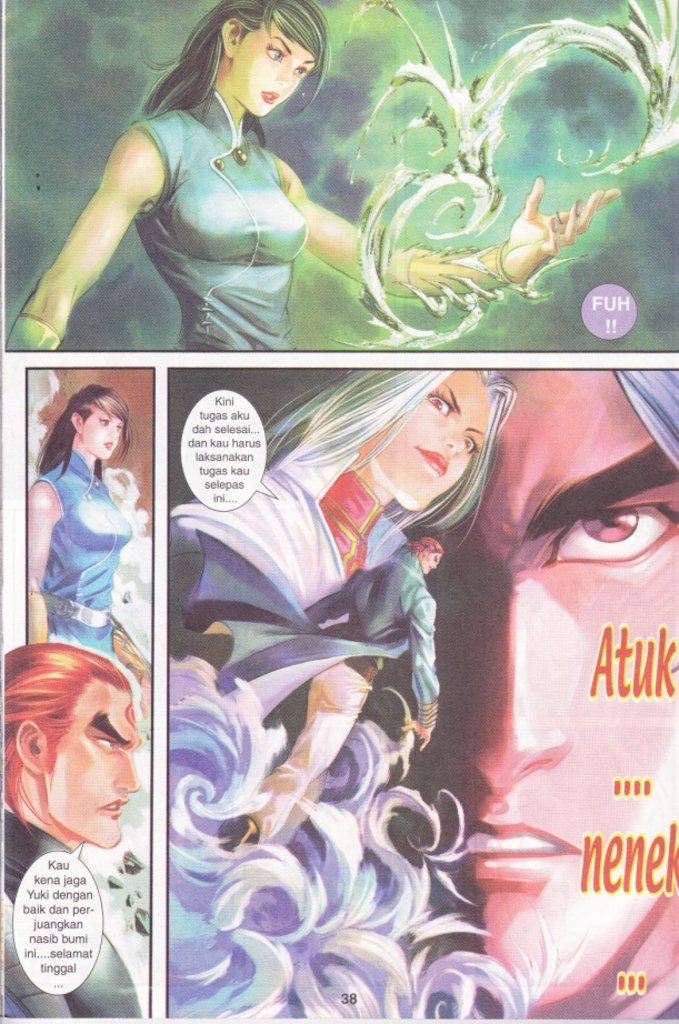 FUH
!!
Kini
tugas aku
dah selesai...
dan kau harus
laksanakan
tugas kau
selepas
ini....
Kau
kena jaga
Yuki dengan
baik dan per-
juangkan
nasib bumi
ini....selamat
tinggal
...
Atuk
....
nenek
...
38